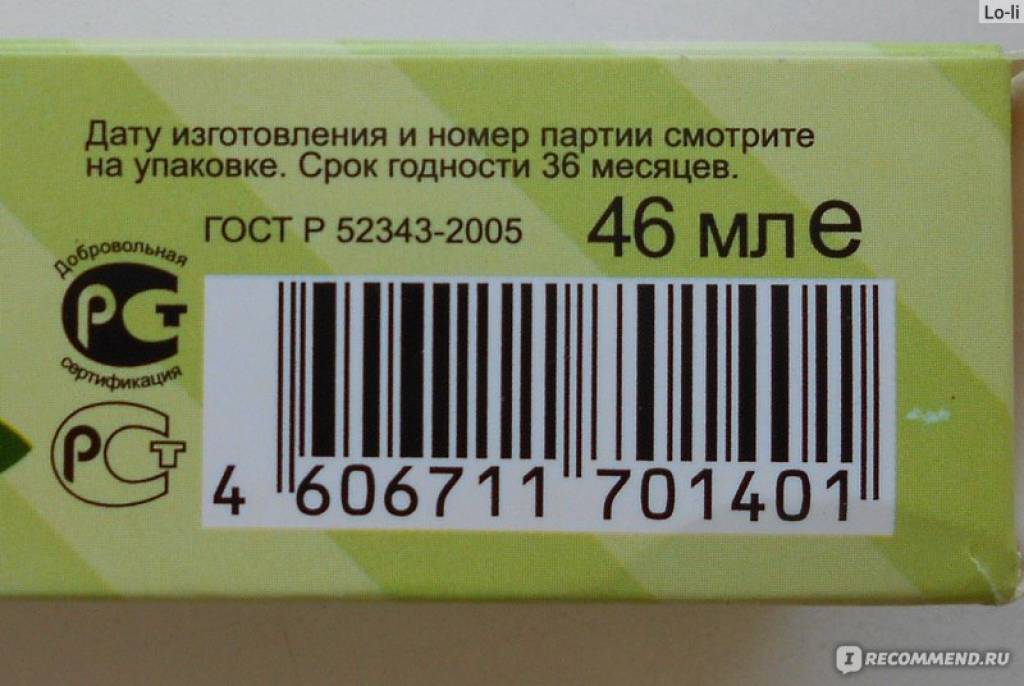 Lo-li
Дату изготовления и номер партии смотрите
на упаковке. Срок годности 36 месяцев.
ГОСТ Р 52343-2005
46 мл е
Добровольная
РСТ
сертификация
РСТ
4 606711 701401
I RECOMMEND.RU